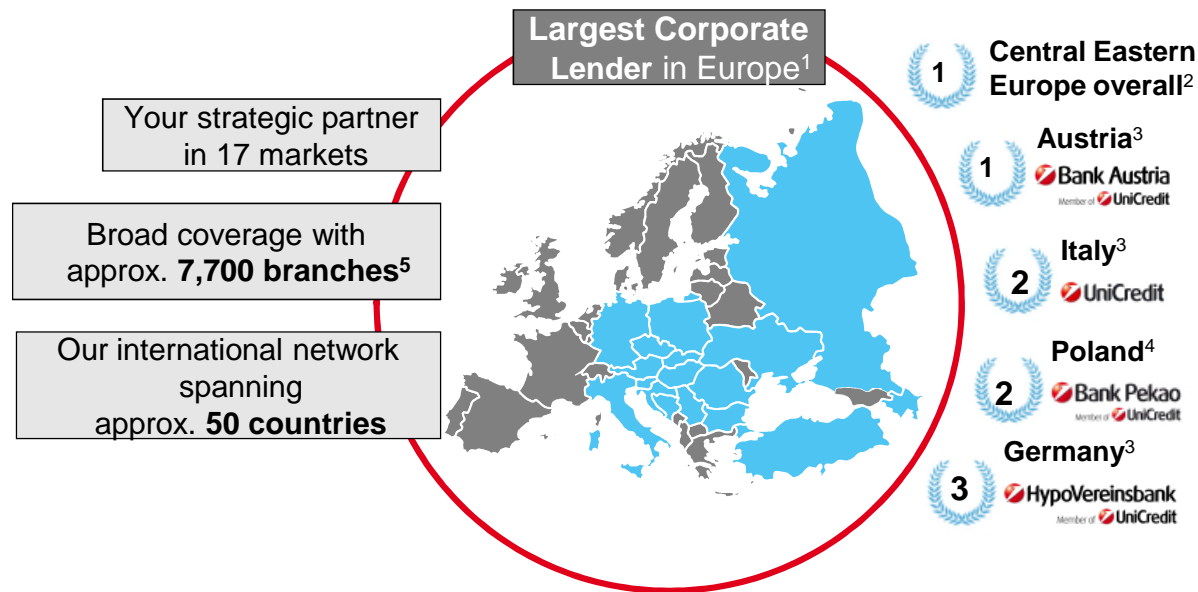 Largest Corporate
Lender in Europe1
Your strategic partner
in 17 markets
Broad coverage with
approx. 7,700 branches5
Our international network
spanning
approx. 50 countries
1
Central Eastern
Europe overall2
Austria3
1
Bank Austria
Member of UniCredit
Italy3
2
UniCredit
Poland4
2
Bank Pekao
Member of UniCredit
Germany3
3
HypoVereinsbank
Member of UniCredit